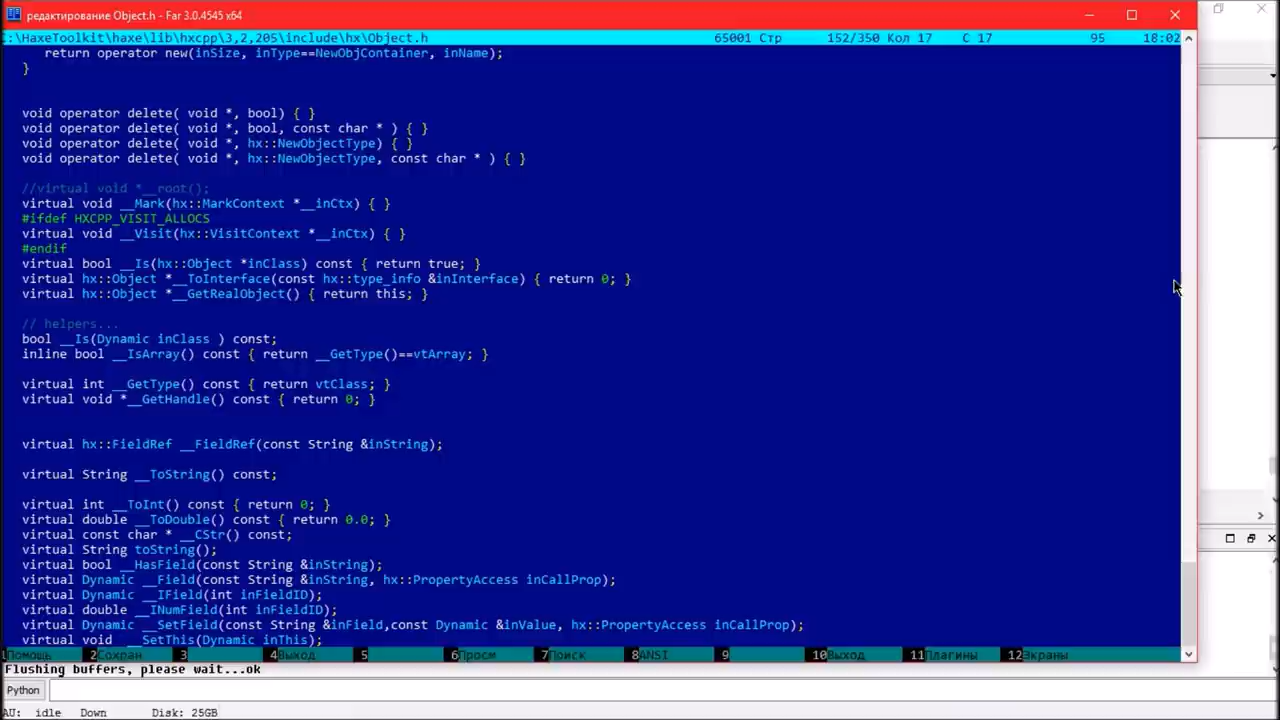 редактирование Object.h - Far 3.0.4545 x64
:\HaxeToolkit\haxe\lib\hxcpp\3,2,205\include\hx\Object.h 65001 Стр 152/350 Кол 17 С 17 95 18:02
return operator new(inSize, inType==NewObjContainer, inName);
}
void operator delete( void *, bool) { }
void operator delete( void *, bool, const char * ) { }
void operator delete( void *, hx::NewObjectType) { }
void operator delete( void *, hx::NewObjectType, const char * ) { }
//virtual void *__root();
virtual void __Mark(hx::MarkContext *__inCtx) { }
#ifdef HXCPP_VISIT_ALLOCS
virtual void __Visit(hx::VisitContext *__inCtx) { }
#endif
virtual bool __Is(hx::Object *inClass) const { return true; }
virtual hx::Object *__ToInterface(const hx::type_info &inInterface) { return 0; }
virtual hx::Object *__GetRealObject() { return this; }
// helpers...
bool __Is(Dynamic inClass ) const;
inline bool __IsArray() const { return __GetType()==vtArray; }
virtual int __GetType() const { return vtClass; }
virtual void *__GetHandle() const { return 0; }
virtual hx::FieldRef __FieldRef(const String &inString);
virtual String __ToString() const;
virtual int __ToInt() const { return 0; }
virtual double __ToDouble() const { return 0.0; }
virtual const char * __CStr() const;
virtual String toString();
virtual bool __HasField(const String &inString);
virtual Dynamic __Field(const String &inString, hx::PropertyAccess inCallProp);
virtual Dynamic __IField(int inFieldID);
virtual double __INumField(int inFieldID);
virtual Dynamic __SetField(const String &inField,const Dynamic &inValue, hx::PropertyAccess inCallProp);
virtual void __SetThis(Dynamic inThis);
1Помощь 2Сохран 3 4Выход 5 6Просм 7Поиск 8ANSI 9 10Выход 11Плагины 12Экраны
Flushing buffers, please wait...ok
Python
AU: idle Down Disk: 25GB